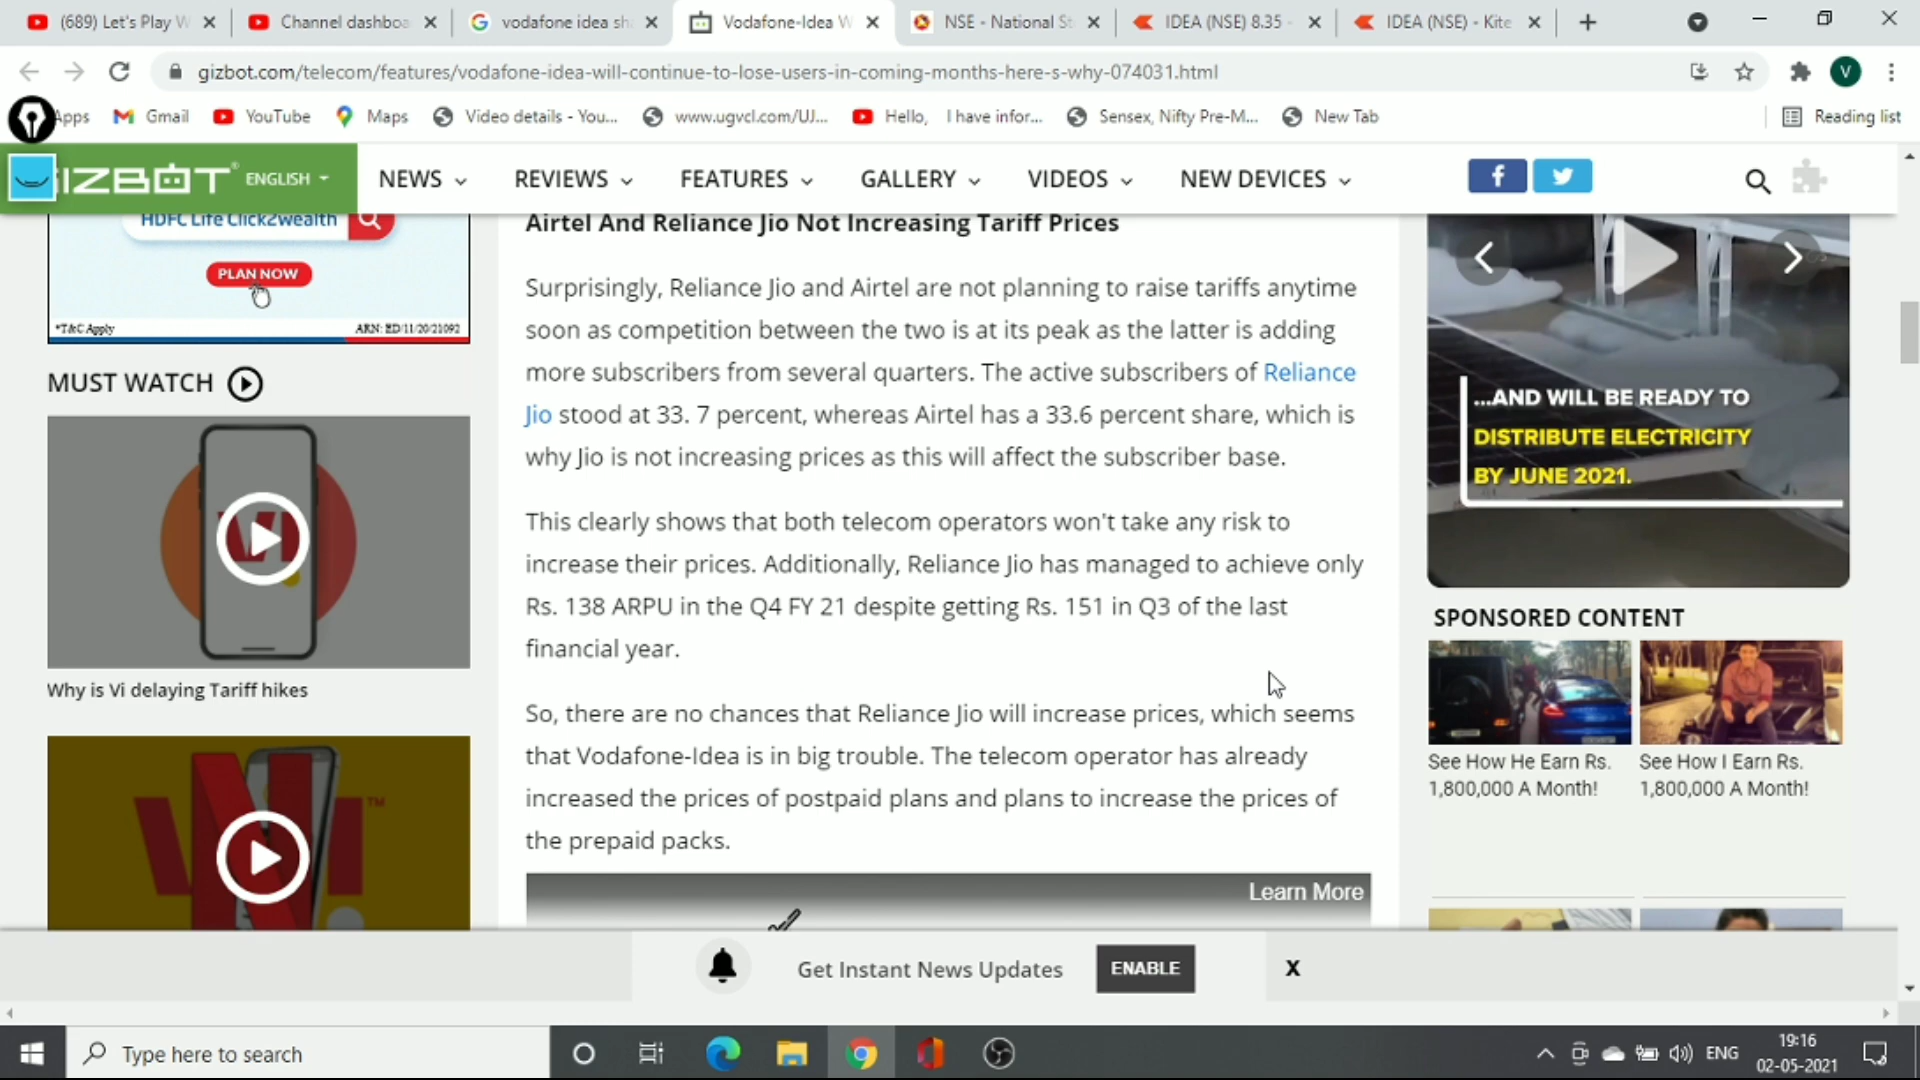 (689) Let's Play W
Channel dashboa
vodafone idea sh
Vodafone-Idea W
NSE - National St
IDEA (NSE) 8.35 -
IDEA (NSE) - Kite
gizbot.com/telecom/features/vodafone-idea-will-continue-to-lose-users-in-coming-months-here-s-why-074031.html
V
Apps
Gmail
YouTube
Maps
Video details - You...
www.ugvcl.com/UJ...
Hello, I have infor...
Sensex, Nifty Pre-M...
New Tab
Reading list
GIZBOT
ENGLISH
NEWS
REVIEWS
FEATURES
GALLERY
VIDEOS
NEW DEVICES
HDFC Life Click2wealth
PLAN NOW
*T&C Apply
ARN: ED/11/20/21092
MUST WATCH
Why is Vi delaying Tariff hikes
Airtel And Reliance Jio Not Increasing Tariff Prices
Surprisingly, Reliance Jio and Airtel are not planning to raise tariffs anytime
soon as competition between the two is at its peak as the latter is adding
more subscribers from several quarters. The active subscribers of Reliance
Jio stood at 33. 7 percent, whereas Airtel has a 33.6 percent share, which is
why Jio is not increasing prices as this will affect the subscriber base.
This clearly shows that both telecom operators won't take any risk to
increase their prices. Additionally, Reliance Jio has managed to achieve only
Rs. 138 ARPU in the Q4 FY 21 despite getting Rs. 151 in Q3 of the last
financial year.
So, there are no chances that Reliance Jio will increase prices, which seems
that Vodafone-Idea is in big trouble. The telecom operator has already
increased the prices of postpaid plans and plans to increase the prices of
the prepaid packs.
Learn More
...AND WILL BE READY TO
DISTRIBUTE ELECTRICITY
BY JUNE 2021.
SPONSORED CONTENT
See How He Earn Rs.
1,800,000 A Month!
See How I Earn Rs.
1,800,000 A Month!
Get Instant News Updates
ENABLE
X
Type here to search
ENG
19:16
02-05-2021